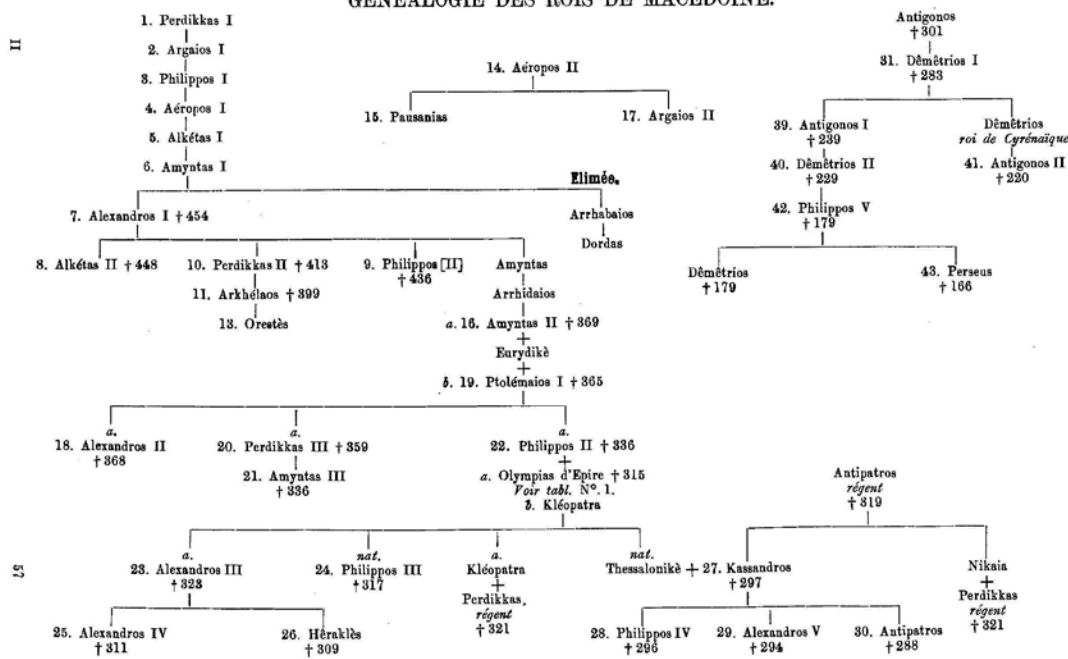 GÉNÉALOGIE DES ROIS DE MACÉDOINE.
II
1. Perdikkas I
2. Argaios I
3. Philippos I
4. Aéropos I
5. Alkétas I
6. Amyntas I
14. Aéropos II
15. Pausanias
17. Argaios II
Antigonos
†301
31. Dêmêtrios I
†283
39. Antigonos I
†239
Dêmêtrios
roi de Cyrénaïque
40. Dêmêtrios II
†229
41. Antigonos II
†220
42. Philippos V
†179
Dêmêtrios
†179
43. Perseus
†166
Elimée.
7. Alexandros I †454
Arrhabaios
Dordas
8. Alkétas II †448
10. Perdikkas II †413
9. Philippos [II]
†436
Amyntas
11. Arkhélaos †399
Arrhidaios
13. Orestès
a. 16. Amyntas II †369
+
Eurydikè
+
b. 19. Ptolémaios I †365
a.
18. Alexandros II
†368
a.
20. Perdikkas III †359
21. Amyntas III
†336
a.
22. Philippos II †336
+
a. Olympias d'Epire †315
Voir tabl. N°. 1.
b. Kléopatra
Antipatros
régent
†319
a.
23. Alexandros III
†323
nat.
24. Philippos III
†317
a.
Kléopatra
+
Perdikkas,
régent
†321
nat.
Thessalonikè + 27. Kassandros
†297
Nikaia
+
Perdikkas
régent
†321
25. Alexandros IV
†311
26. Hêraklès
†309
28. Philippos IV
†296
29. Alexandros V
†294
30. Antipatros
†288
57